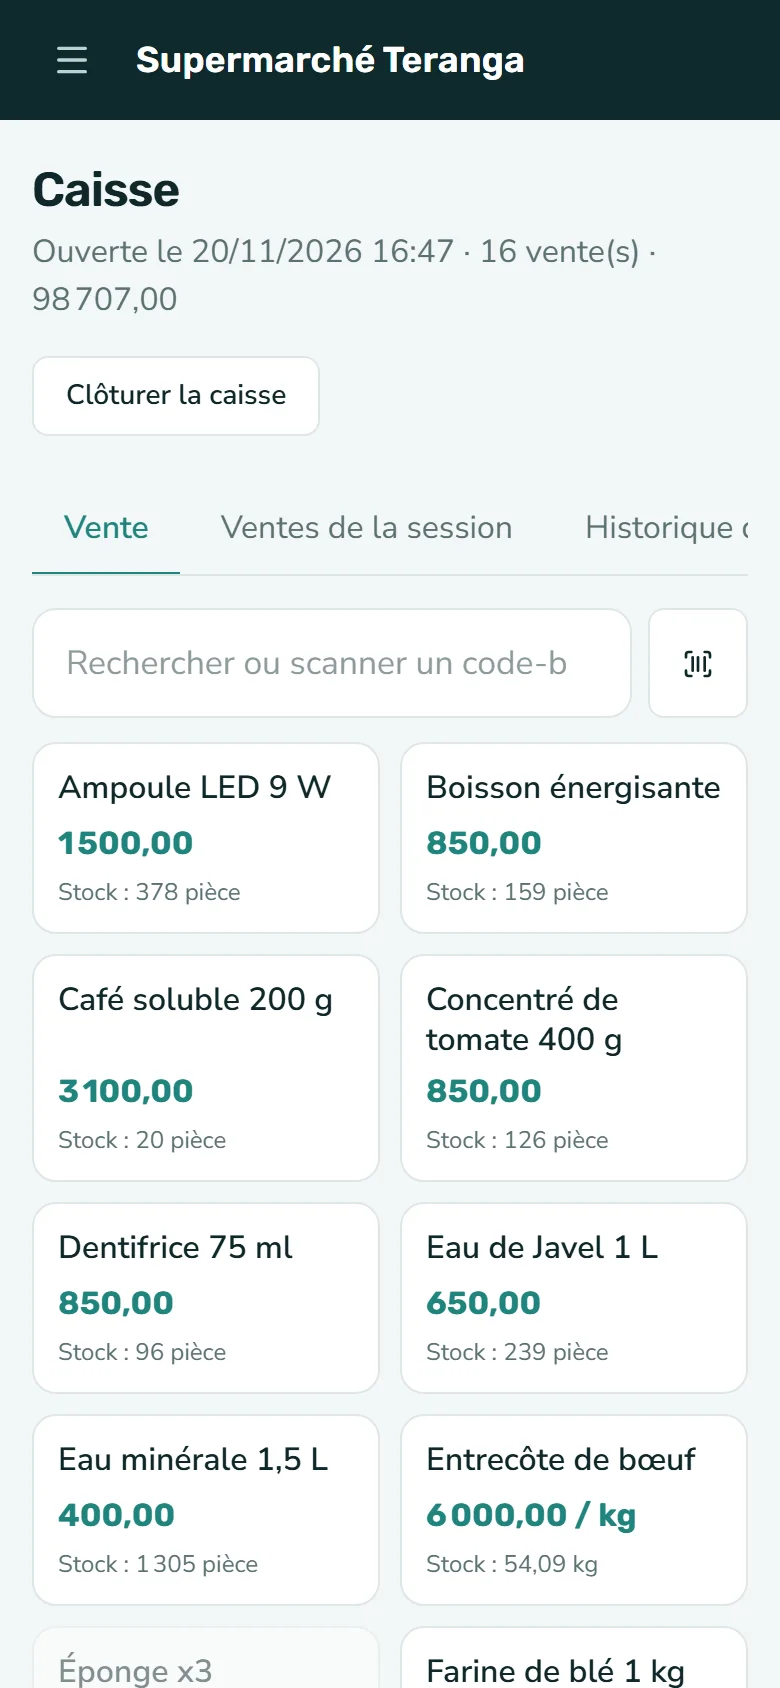 Supermarché Teranga
Caisse
Ouverte le 20/11/2026 16:47 · 16 vente(s) ·
98 707,00
Clôturer la caisse
Vente
Ventes de la session
Historique
Rechercher ou scanner un code-b
Ampoule LED 9 W
1 500,00
Stock : 378 pièce
Boisson énergisante
850,00
Stock : 159 pièce
Café soluble 200 g
3 100,00
Stock : 20 pièce
Concentré de
tomate 400 g
850,00
Stock : 126 pièce
Dentifrice 75 ml
850,00
Stock : 96 pièce
Eau de Javel 1 L
650,00
Stock : 239 pièce
Eau minérale 1,5 L
400,00
Stock : 1 305 pièce
Entrecôte de bœuf
6 000,00 / kg
Stock : 54,09 kg
Éponge x3
Farine de blé 1 kg